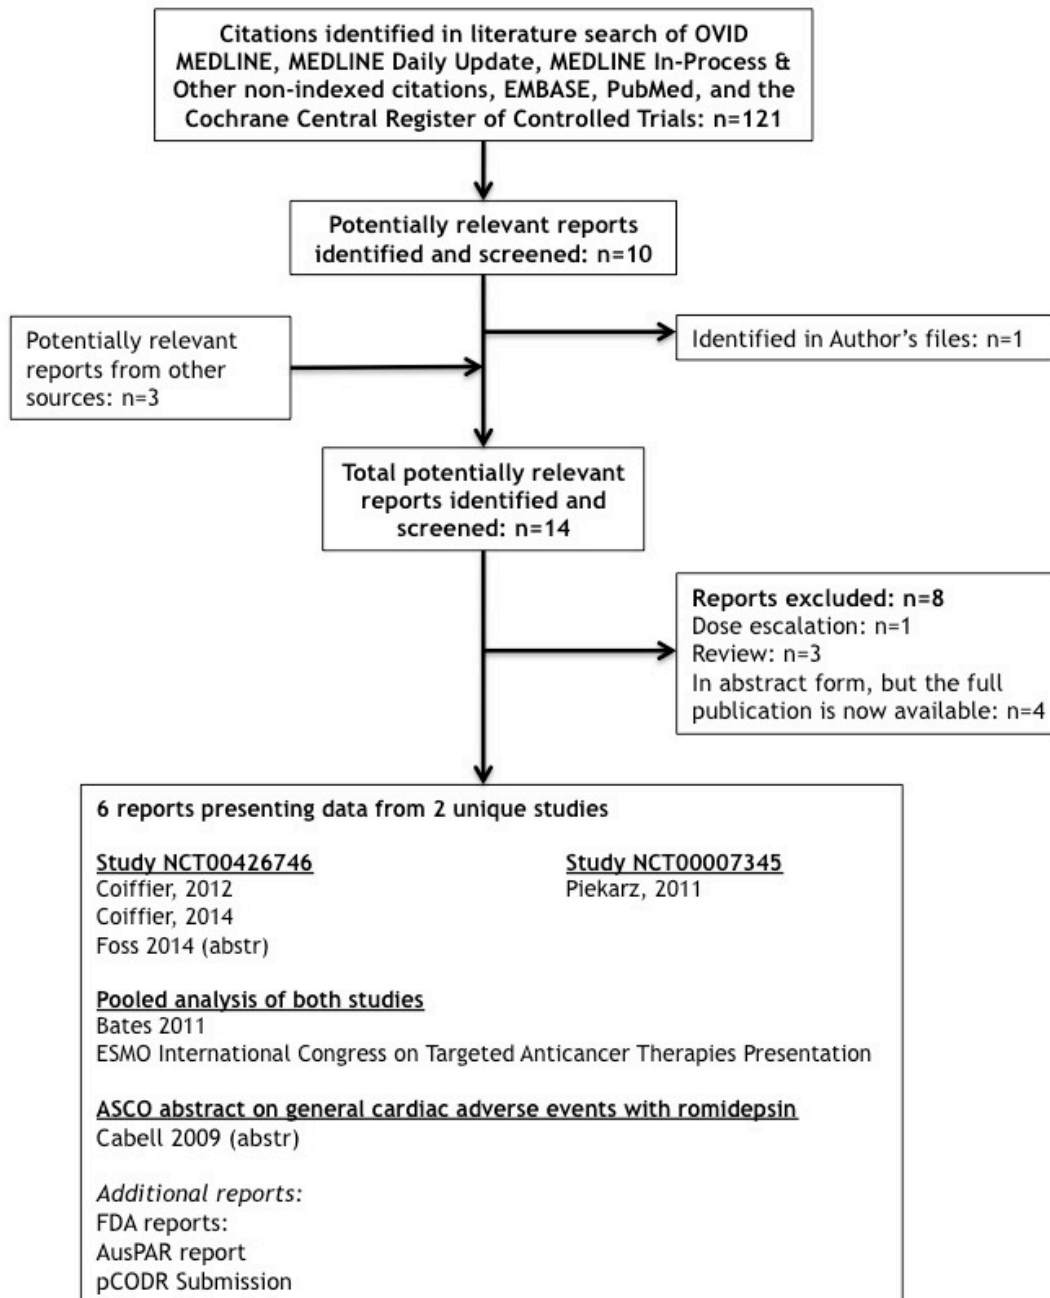 Citations identified in literature search of OVID
MEDLINE, MEDLINE Daily Update, MEDLINE In-Process &
Other non-indexed citations, EMBASE, PubMed, and the
Cochrane Central Register of Controlled Trials: n=121
Potentially relevant reports
identified and screened: n=10
Identified in Author's files: n=1
Potentially relevant
reports from other
sources: n=3
Total potentially relevant
reports identified and
screened: n=14
Reports excluded: n=8
Dose escalation: n=1
Review: n=3
In abstract form, but the full
publication is now available: n=4
6 reports presenting data from 2 unique studies
Study NCT00426746
Coiffier, 2012
Coiffier, 2014
Foss 2014 (abstr)
Study NCT00007345
Piekarz, 2011
Pooled analysis of both studies
Bates 2011
ESMO International Congress on Targeted Anticancer Therapies Presentation
ASCO abstract on general cardiac adverse events with romidepsin
Cabell 2009 (abstr)
Additional reports:
FDA reports:
AusPAR report
pCODR Submission